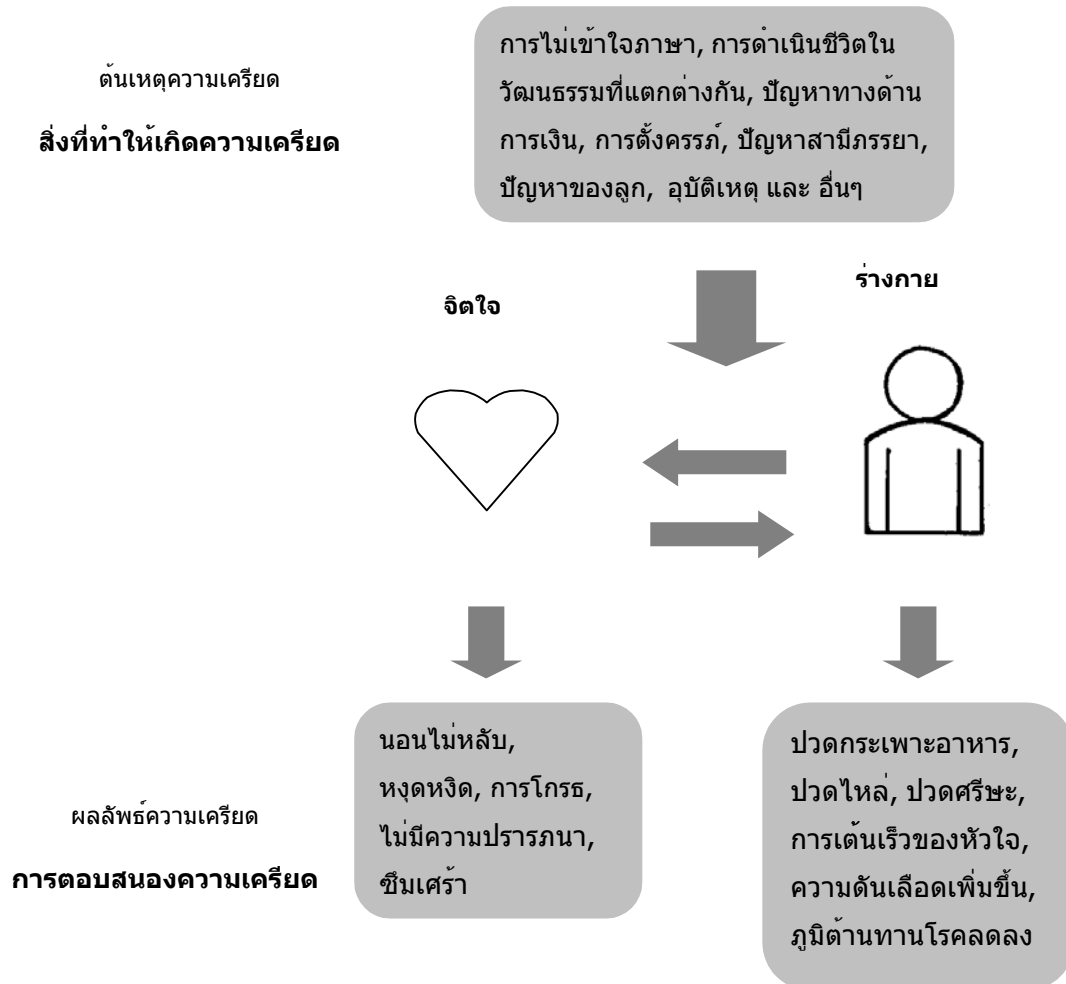 ต้นเหตุความเครียด
สิ่งที่ทำให้เกิดความเครียด
การไม่เข้าใจภาษา, การดำเนินชีวิตใน
วัฒนธรรมที่แตกต่างกัน, ปัญหาทางด้าน
การเงิน, การตั้งครรภ์, ปัญหาสามีภรรยา,
ปัญหาของลูก, อุบัติเหตุ และ อื่นๆ
จิตใจ
ร่างกาย
ผลลัพธ์ความเครียด
การตอบสนองความเครียด
นอนไม่หลับ,
หงุดหงิด, การโกรธ,
ไม่มีความปรารภนา,
ซึมเศร้า
ปวดกระเพาะอาหาร,
ปวดไหล่, ปวดศรีษะ,
การเต้นเร็วของหัวใจ,
ความดันเลือดเพิ่มขึ้น,
ภูมิต้านทานโรคลดลง